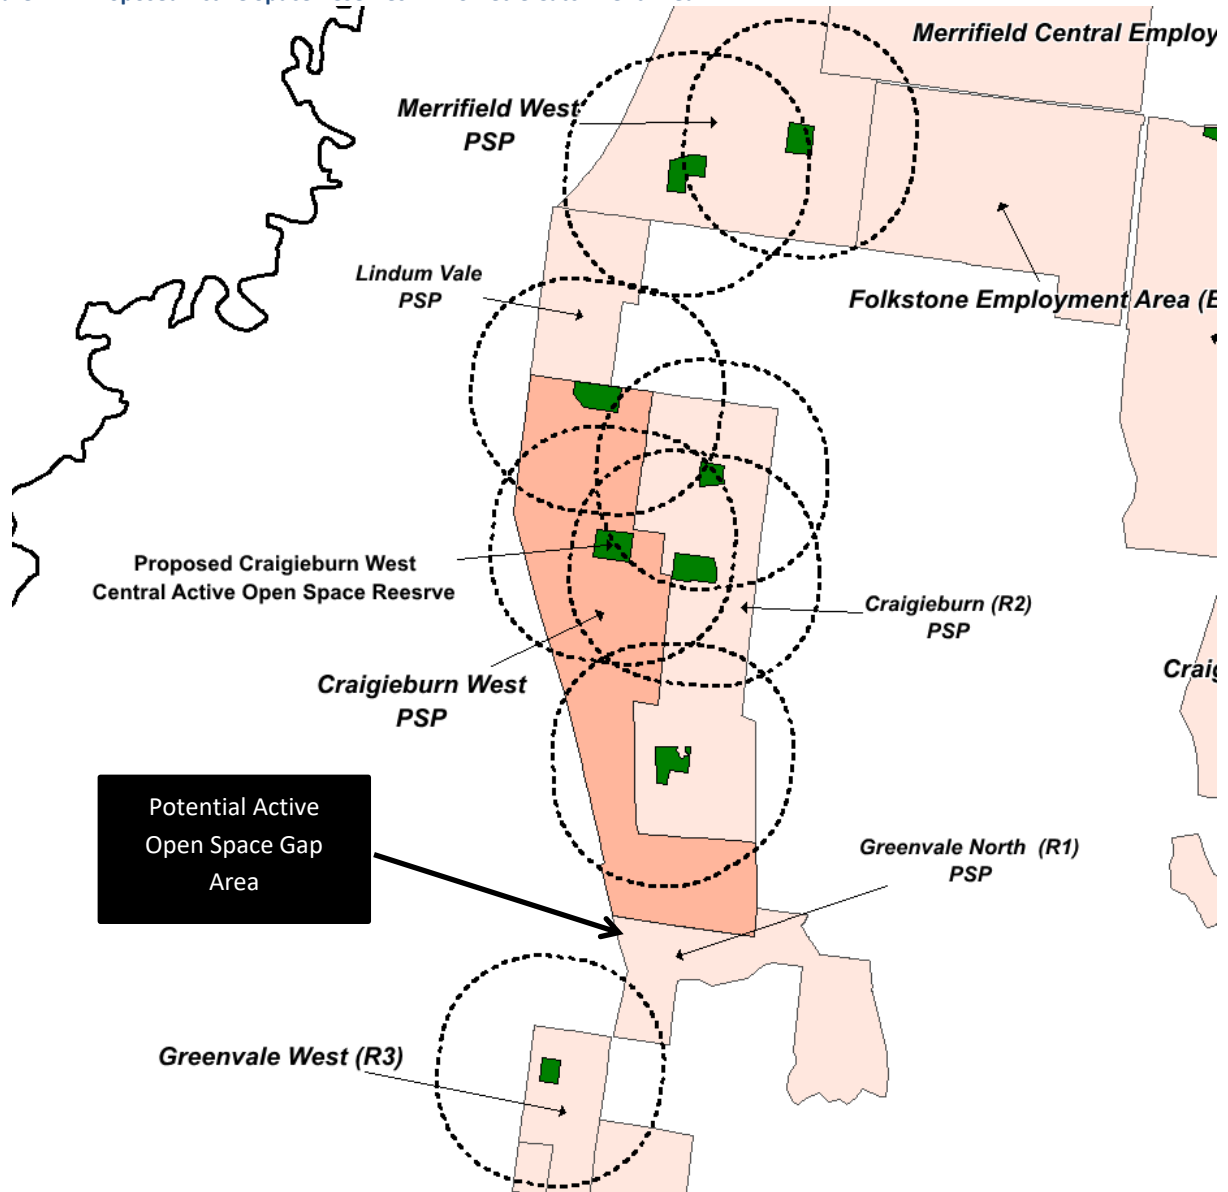 Merrifield Central Employ
Merrifield West
PSP
Lindum Vale
PSP
Folkstone Employment Area (E
Proposed Craigieburn West
Central Active Open Space Reesrve
Craigieburn (R2)
PSP
Craig
Craigieburn West
PSP
Potential Active
Open Space Gap
Area
Greenvale North (R1)
PSP
Greenvale West (R3)